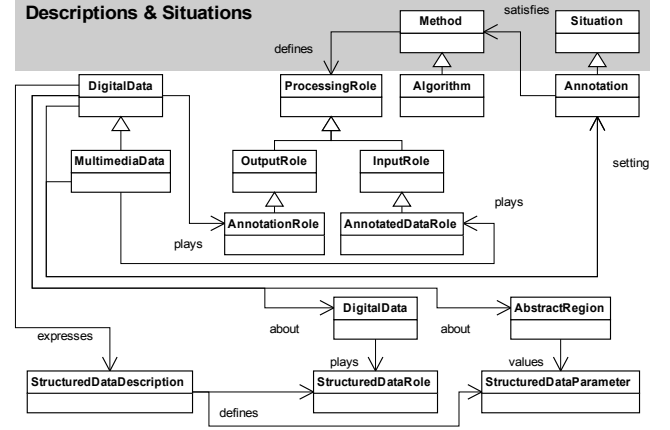 Descriptions & Situations
satisfies
Method
Situation
defines
DigitalData
ProcessingRole
Algorithm
Annotation
MultimediaData
OutputRole
InputRole
setting
plays
AnnotationRole
AnnotatedDataRole
plays
DigitalData
AbstractRegion
about
about
expresses
plays
values
StructuredDataDescription
StructuredDataRole
StructuredDataParameter
defines